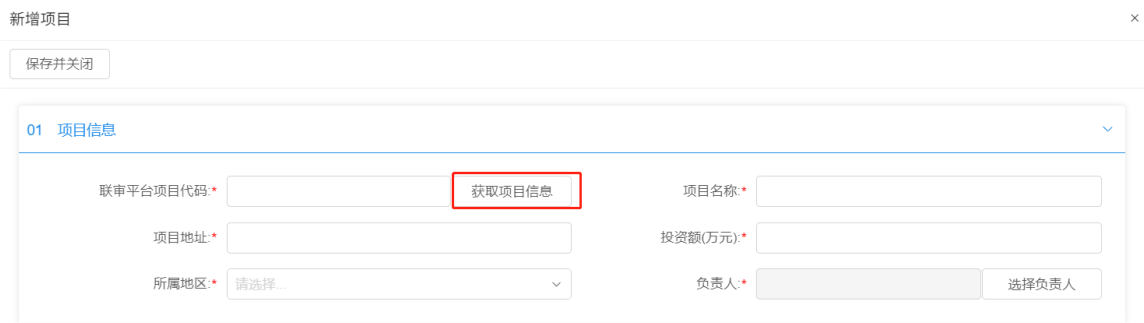 新增项目 ×
保存并关闭
01 项目信息
联审平台项目代码:* 获取项目信息 项目名称:*
项目地址:* 投资额(万元):*
所属地区:* 请选择... 负责人:* 选择负责人